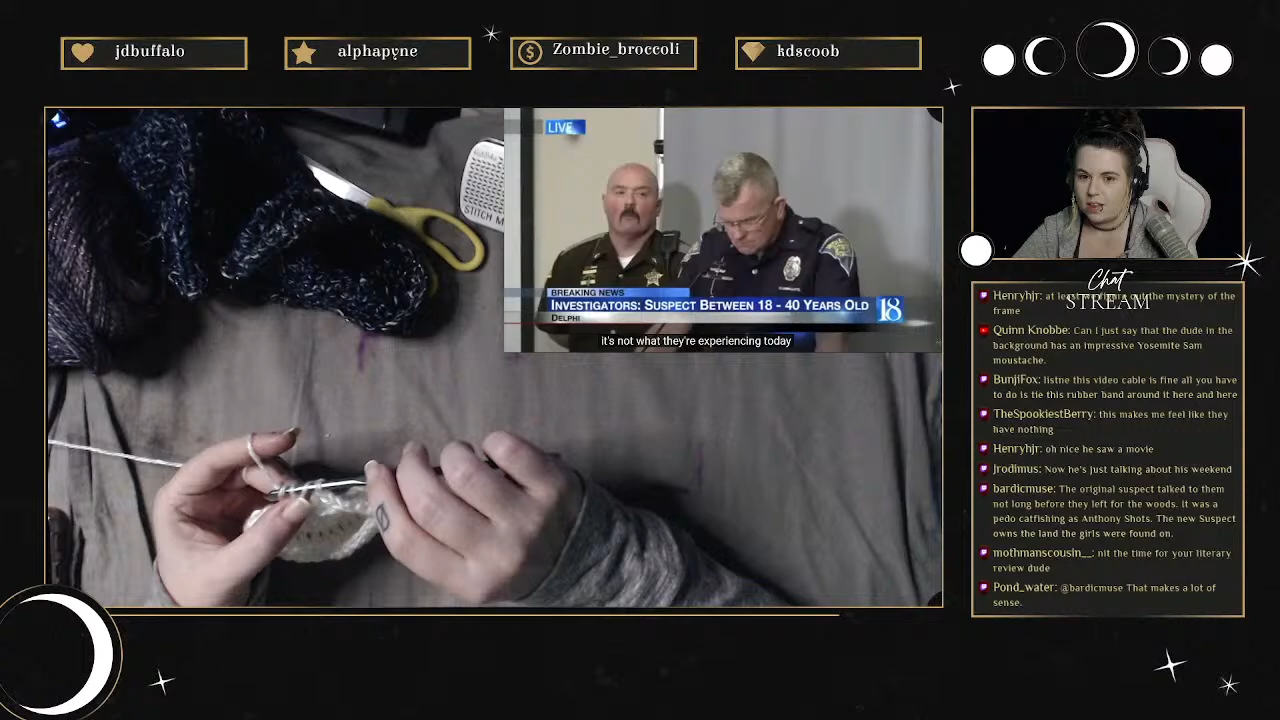 jdbuffalo
alphapyne
Zombie_broccoli
kdscoob
STITCH M
LIVE
BREAKING NEWS
INVESTIGATORS: SUSPECT BETWEEN 18 - 40 YEARS OLD
DELPHI
18
it's not what they're experiencing today
Chat
STREAM
Henryhjr: at least the mystery of the
frame
Quinn Knobbe: Can i just say that the dude in the
background has an impressive Yosemite Sam
moustache.
BunjiFox: listne this video cable is fine all you have
to do is tie this rubber band around it here and here
TheSpookiestBerry: this makes me feel like they
have nothing
Henryhjr: oh nice he saw a movie
Jrodimus: Now he's just talking about his weekend
bardicmuse: The original suspect talked to them
not long before they left for the woods. It was a
pedo catfishing as Anthony Shots. The new Suspect
owns the land the girls were found on.
mothmanscousin__: nit the time for your literary
review dude
Pond_water: @bardicmuse That makes a lot of
sense.